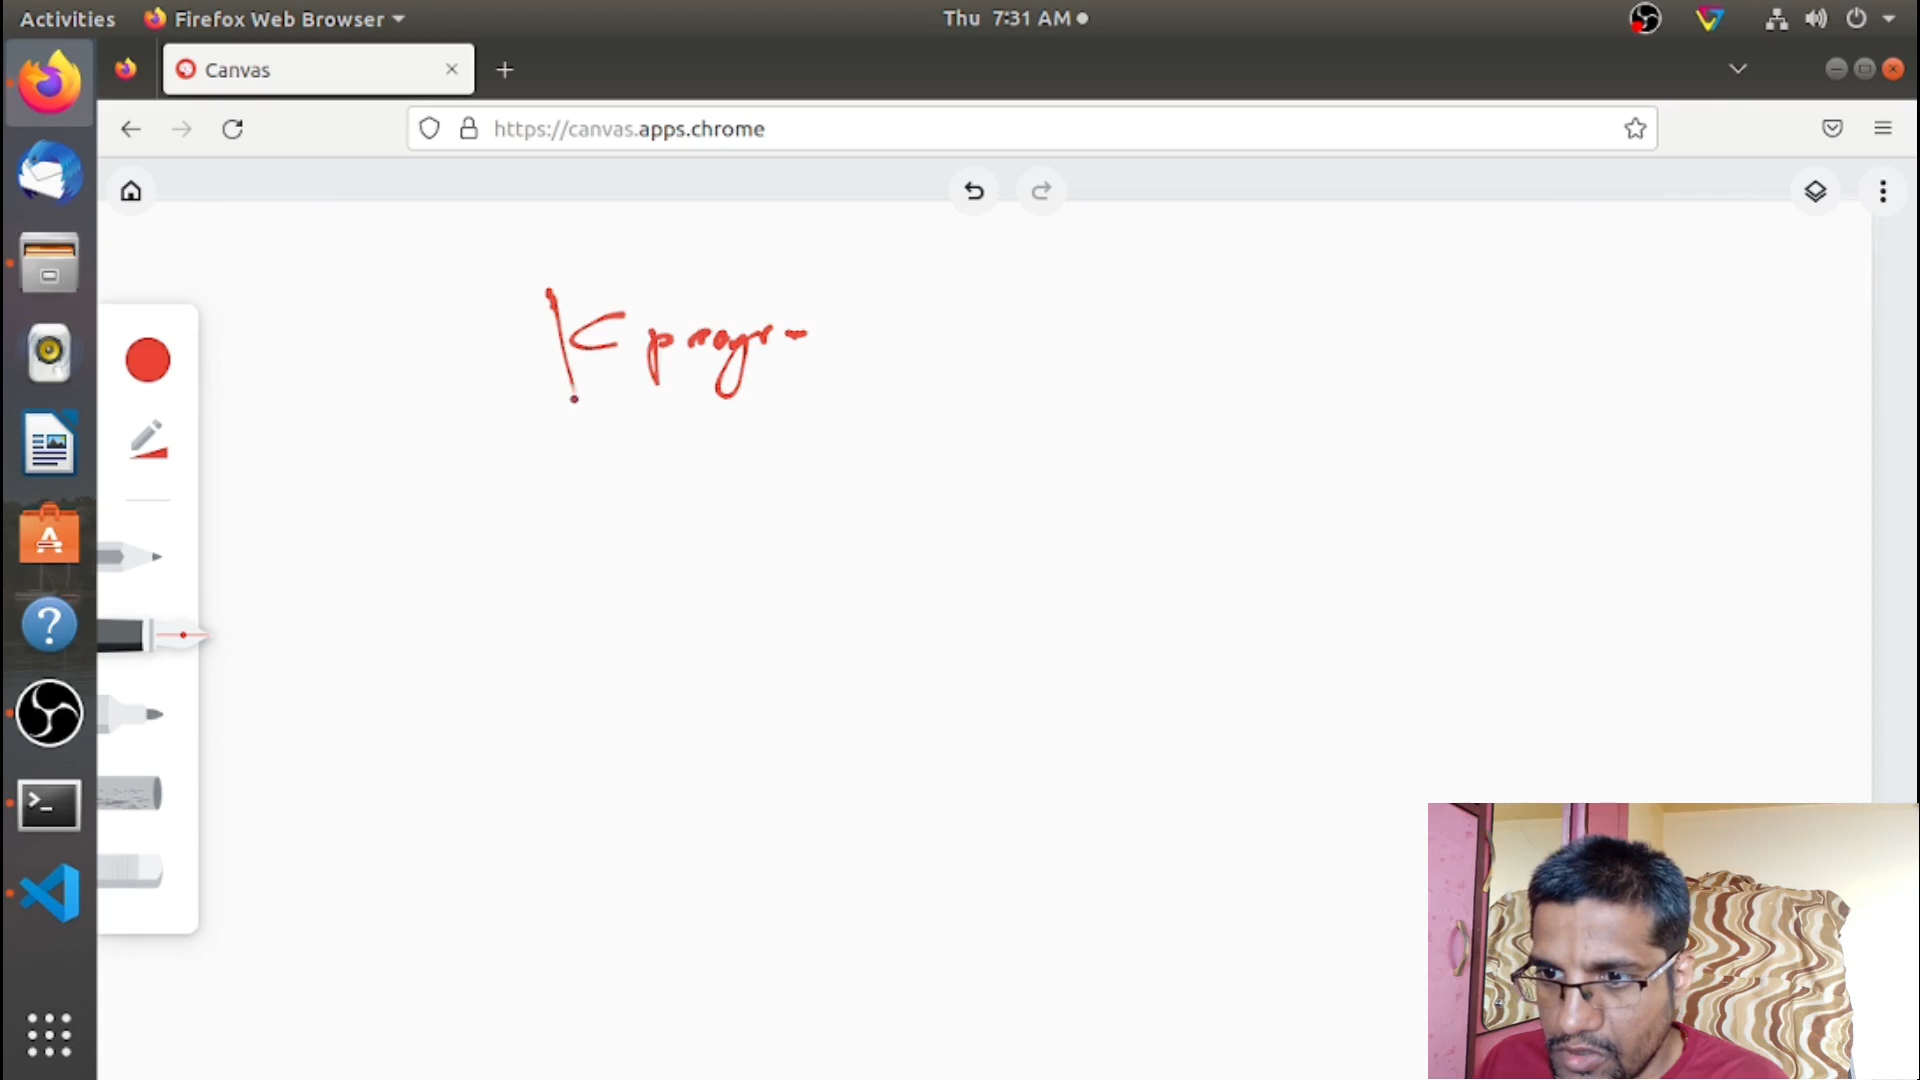 Activities Firefox Web Browser Thu 7:31 AM
Canvas
https://canvas.apps.chrome
C progr-